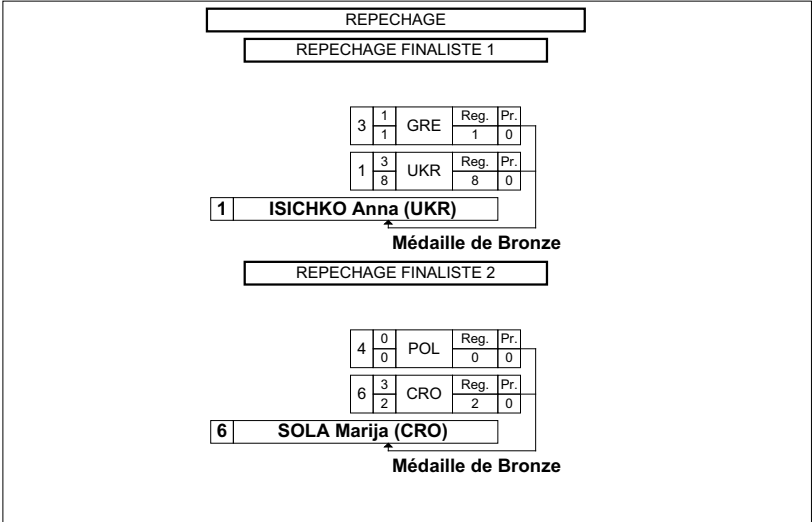 REPECHAGE
REPECHAGE FINALISTE 1
3 1 GRE Reg. Pr.
1 1 0
1 3 UKR Reg. Pr.
8 8 0
1 ISICHKO Anna (UKR)
Médaille de Bronze
REPECHAGE FINALISTE 2
4 0 POL Reg. Pr.
0 0 0
6 3 CRO Reg. Pr.
2 2 0
6 SOLA Marija (CRO)
Médaille de Bronze